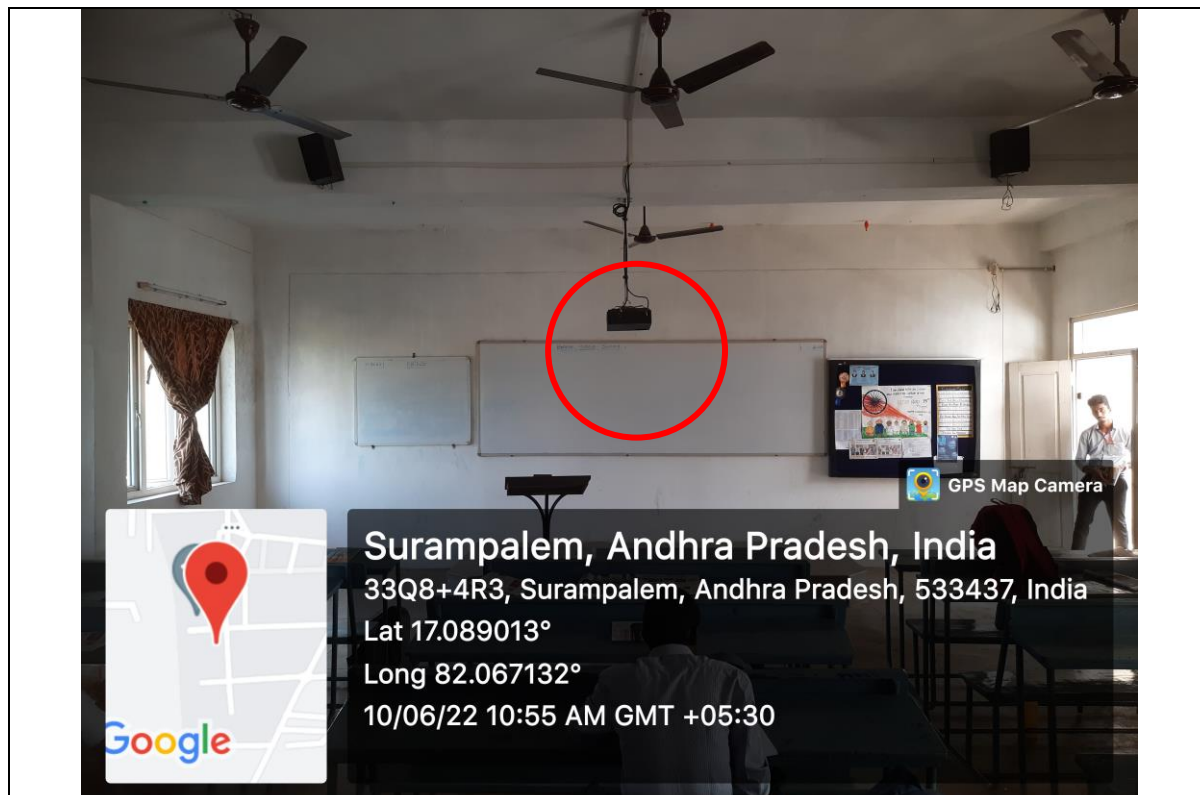 GPS Map Camera
Surampalem, Andhra Pradesh, India
33Q8+4R3, Surampalem, Andhra Pradesh, 533437, India
Lat 17.089013°
Long 82.067132°
10/06/22 10:55 AM GMT +05:30
Google